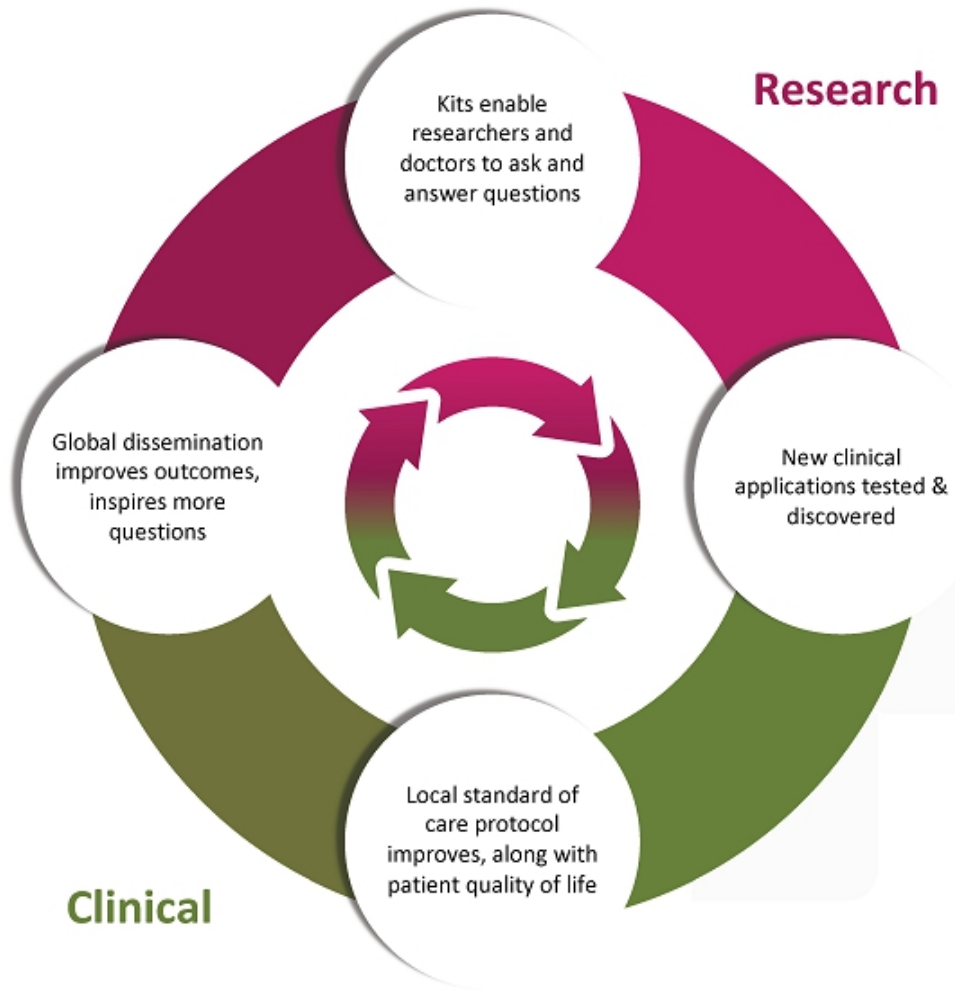 Research
Kits enable
researchers and
doctors to ask and
answer questions
New clinical
applications tested &
discovered
Local standard of
care protocol
improves, along with
patient quality of life
Global dissemination
improves outcomes,
inspires more
questions
Clinical